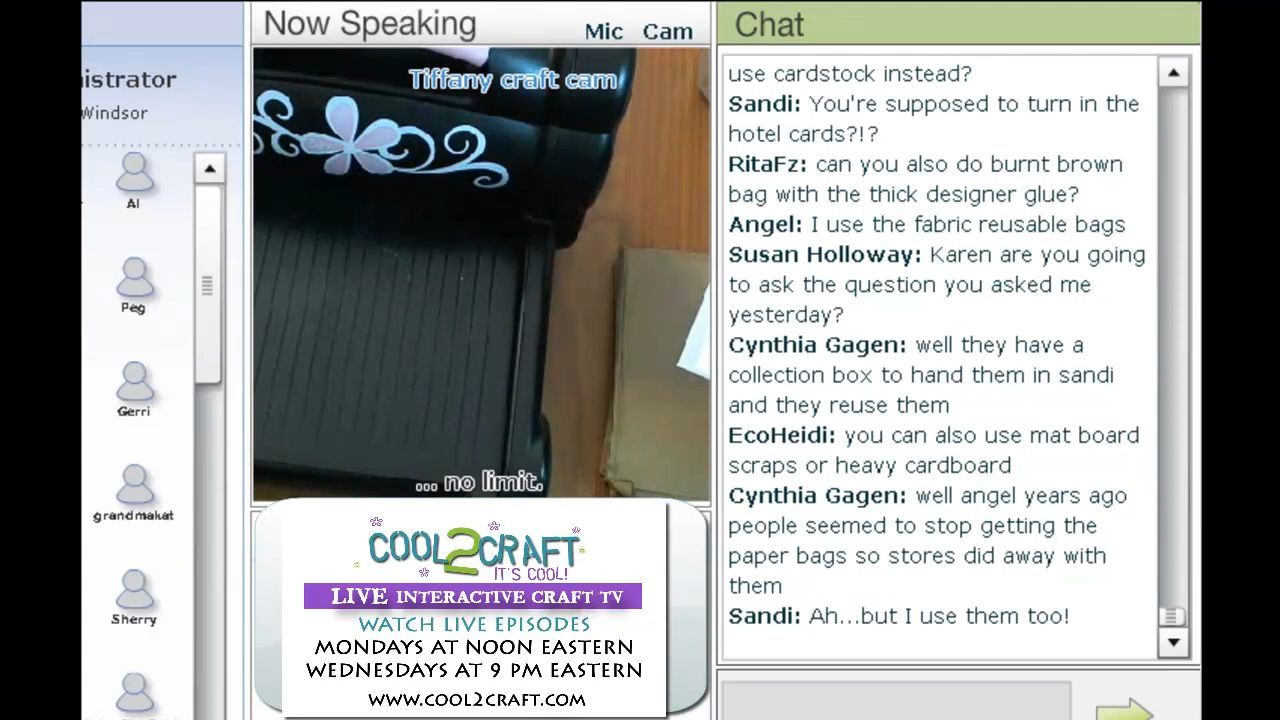 istrator
Windsor
Al
Peg
Gerri
grandmakat
Sherry
Now Speaking
Mic Cam
Tiffany craft cam
... no limit.
COOL2CRAFT
IT'S COOL!
LIVE INTERACTIVE CRAFT TV
WATCH LIVE EPISODES
MONDAYS AT NOON EASTERN
WEDNESDAYS AT 9 PM EASTERN
WWW.COOL2CRAFT.COM
Chat
use cardstock instead?
Sandi: You're supposed to turn in the
hotel cards?!?
RitaFz: can you also do burnt brown
bag with the thick designer glue?
Angel: I use the fabric reusable bags
Susan Holloway: Karen are you going
to ask the question you asked me
yesterday?
Cynthia Gagen: well they have a
collection box to hand them in sandi
and they reuse them
EcoHeidi: you can also use mat board
scraps or heavy cardboard
Cynthia Gagen: well angel years ago
people seemed to stop getting the
paper bags so stores did away with
them
Sandi: Ah...but I use them too!